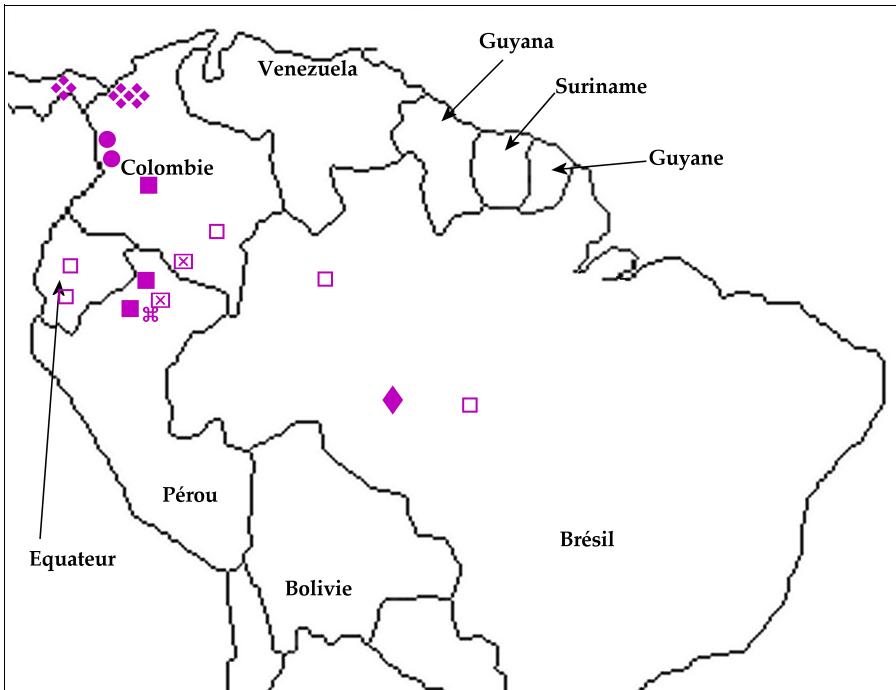 Guyana
Venezuela
Suriname
Guyane
Colombie
Pérou
Brésil
Equateur
Bolivie